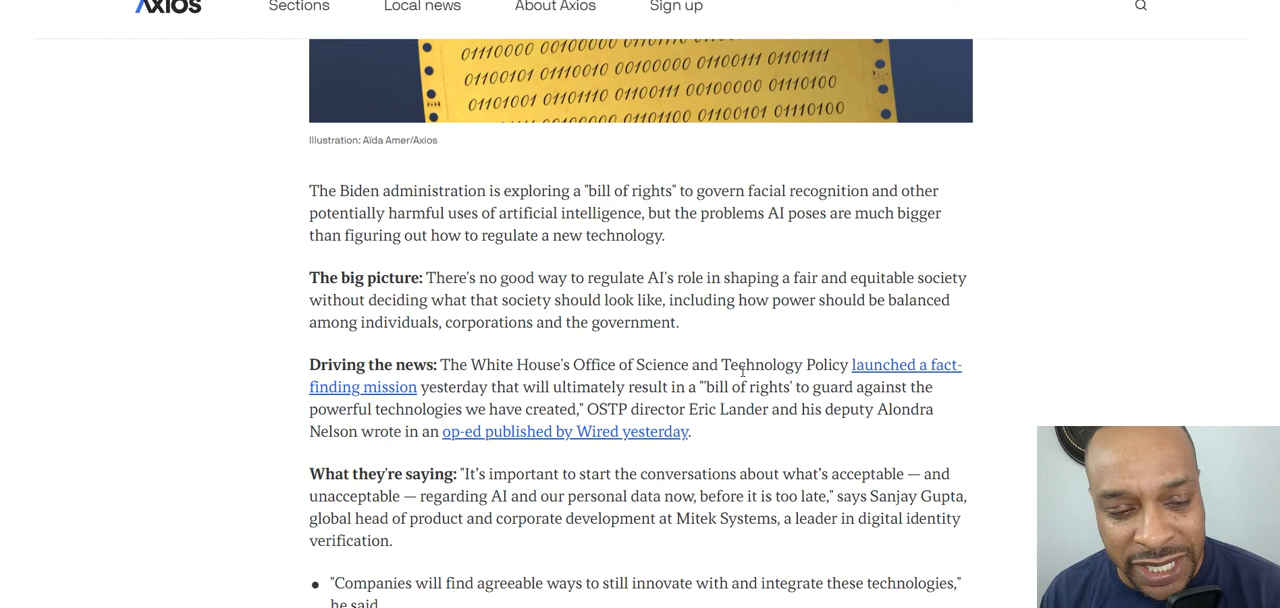 AXIOS
Sections
Local news
About Axios
Sign up
01110000 00100000
01100101 01110010 00100000 01100111 01101111
01101001 01101110 01100111 00100000 01110100
00100000 01101100 01100101 01110100
Illustration: Aïda Amer/Axios
The Biden administration is exploring a "bill of rights" to govern facial recognition and other
potentially harmful uses of artificial intelligence, but the problems AI poses are much bigger
than figuring out how to regulate a new technology.
The big picture: There's no good way to regulate AI's role in shaping a fair and equitable society
without deciding what that society should look like, including how power should be balanced
among individuals, corporations and the government.
Driving the news: The White House's Office of Science and Technology Policy launched a fact-
finding mission yesterday that will ultimately result in a "'bill of rights' to guard against the
powerful technologies we have created," OSTP director Eric Lander and his deputy Alondra
Nelson wrote in an op-ed published by Wired yesterday.
What they're saying: "It's important to start the conversations about what's acceptable — and
unacceptable — regarding AI and our personal data now, before it is too late," says Sanjay Gupta,
global head of product and corporate development at Mitek Systems, a leader in digital identity
verification.
● "Companies will find agreeable ways to still innovate with and integrate these technologies,"
he said